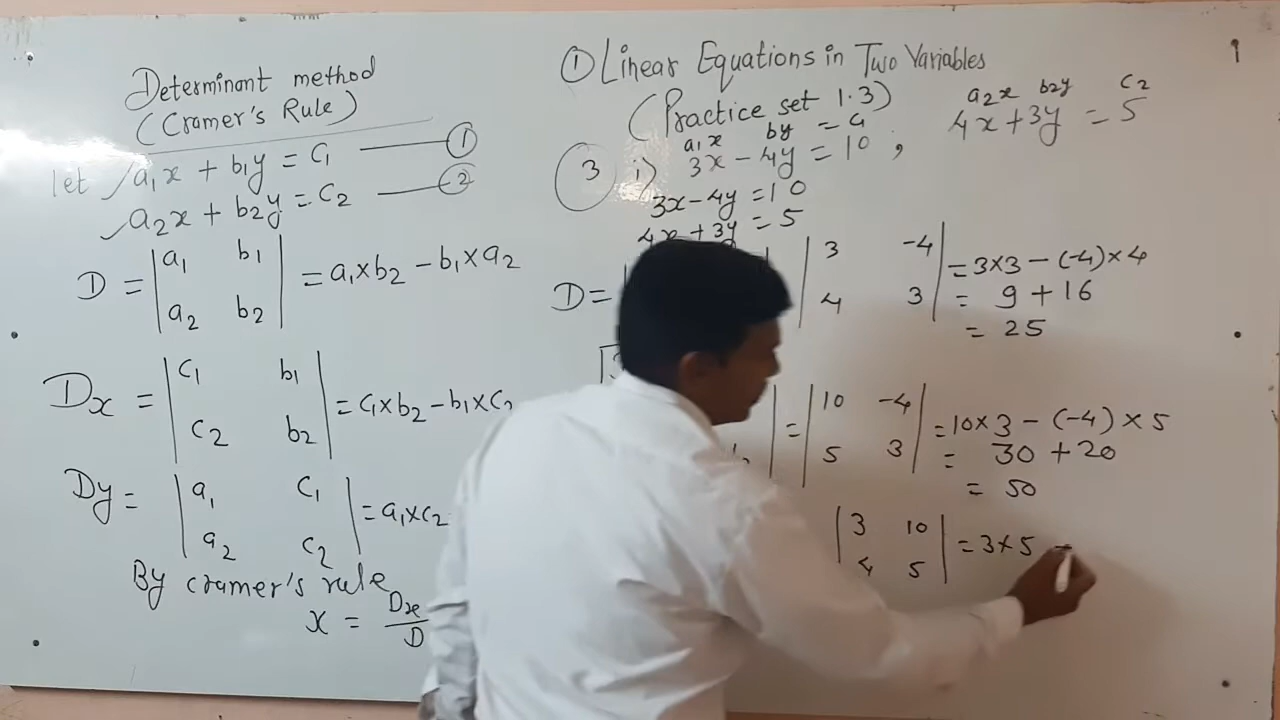 Determinant method
(Cramer's Rule)
let a₁x + b₁y = c₁ ——— ①
a₂x + b₂y = c₂ ——— ②
D = | a₁ b₁ | = a₁×b₂ - b₁×a₂
| a₂ b₂ |
Dx = | c₁ b₁ | = c₁×b₂ - b₁×c₂
| c₂ b₂ |
Dy = | a₁ c₁ | = a₁×c₂
| a₂ c₂ |
By cramer's rule
x = Dx/D
① Linear Equations in Two Variables
(Practice set 1.3)
a₁x by = c₁
a₂x b₂y c₂
3 i) 3x - 4y = 10 , 4x + 3y = 5
3x - 4y = 10
4x + 3y = 5
D = | 3 -4 | = 3×3 - (-4)×4
| 4 3 | = 9 + 16
= 25
= | 10 -4 | = 10×3 - (-4)×5
| 5 3 | = 30 + 20
= 50
| 3 10 | = 3×5 -
| 4 5 |
1